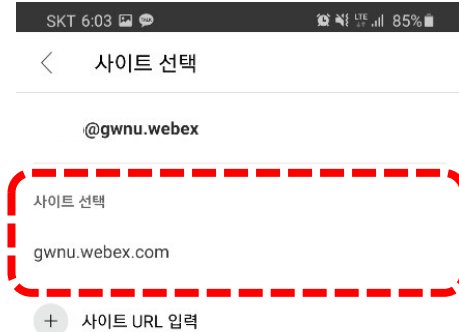 SKT 6:03 LTE 85%
사이트 선택
@gwnu.webex
사이트 선택
gwnu.webex.com
+ 사이트 URL 입력